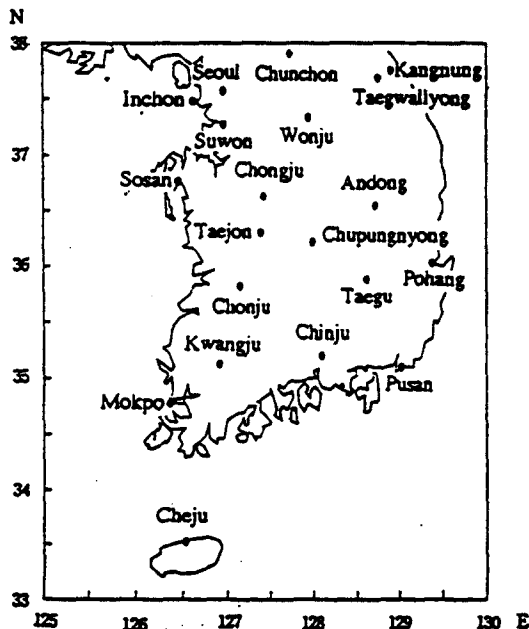 N
38
Seoul
Chunchon
Kangnung
Taegwallyong
Inchon
Wonju
Suwon
37
Chongju
Sosan
Andong
Taejon
Chupungnyong
36
Pohang
Chonju
Taegu
Kwangju
Chinju
35
Pusan
Mokpo
34
Cheju
33
125 126 127 128 129 130 E